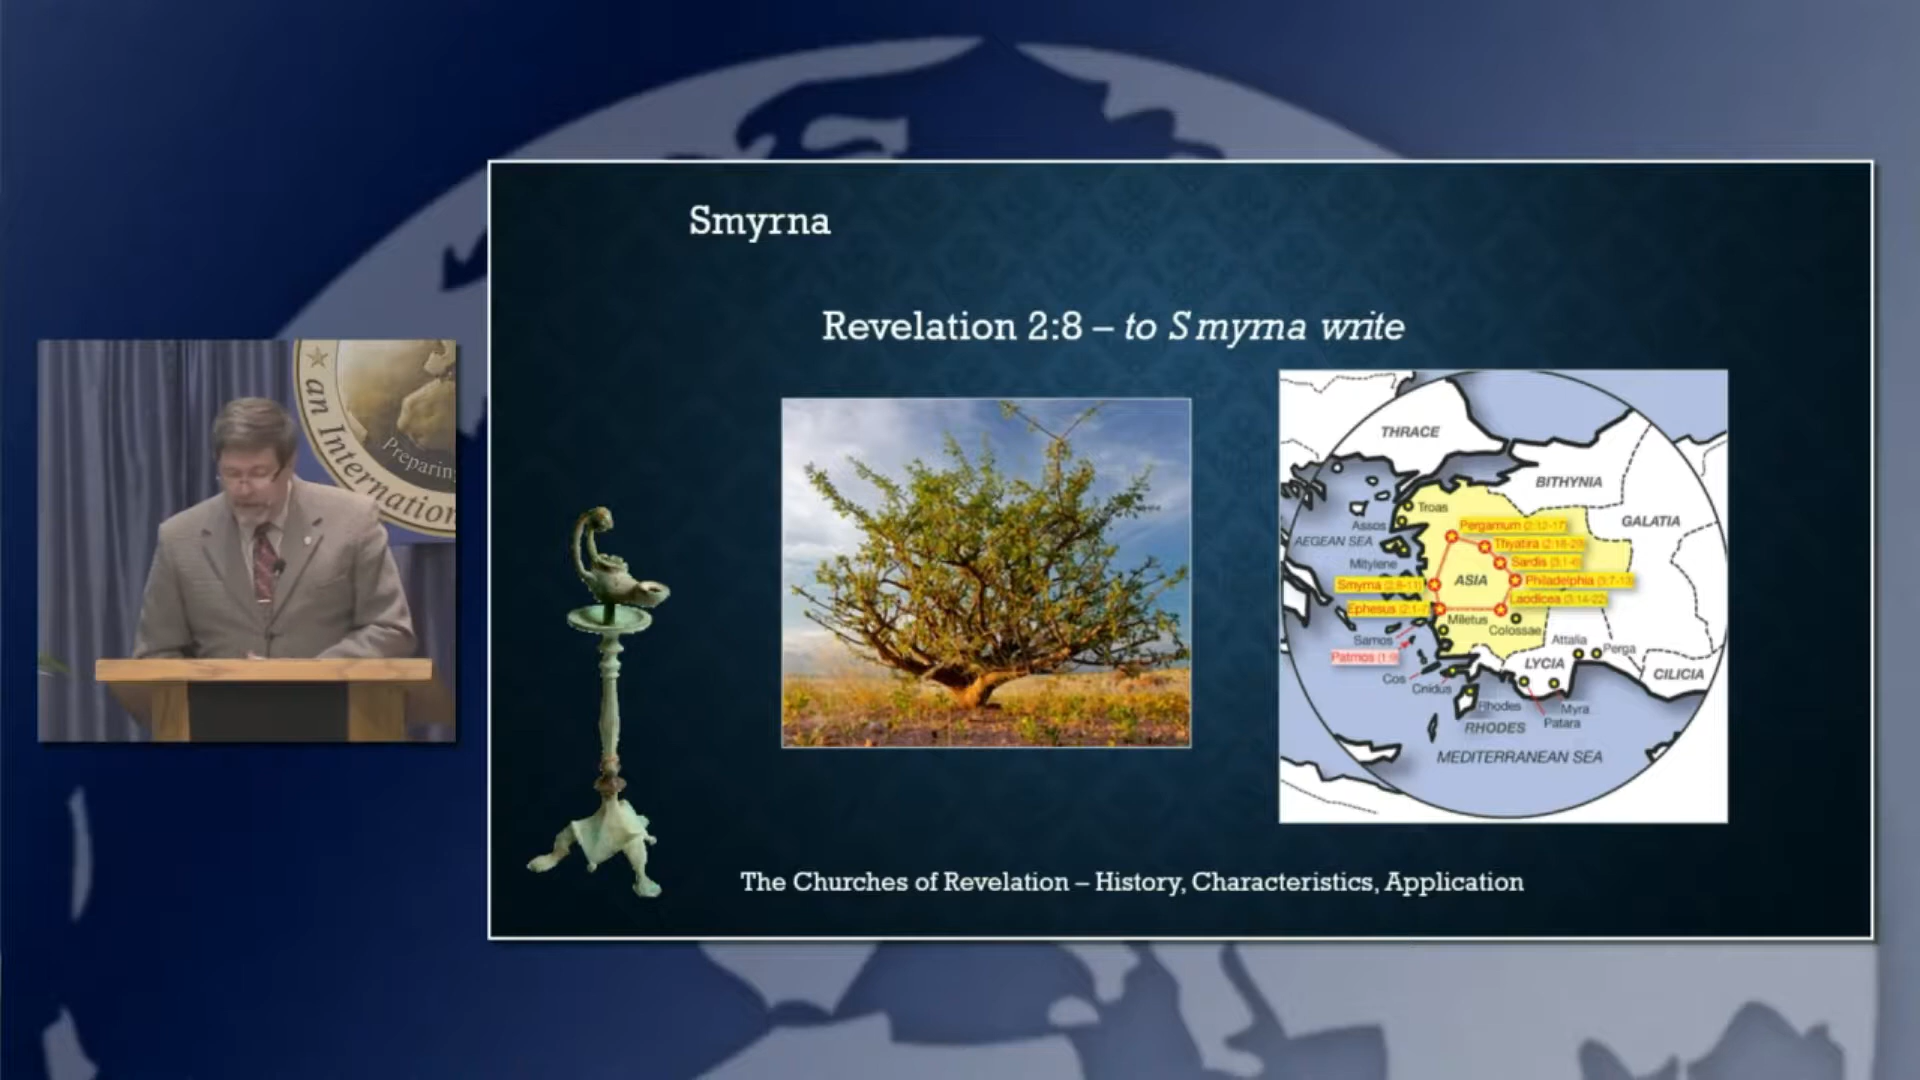 Smyrna
Revelation 2:8 – to Smyrna write
THRACE
BITHYNIA
GALATIA
Troas
Assos
Pergamum (2:12-17)
AEGEAN SEA
Thyatira (2:18-29)
Mitylene
Sardis (3:1-6)
Smyrna (2:8-11)
ASIA
Philadelphia (3:7-13)
Laodicea (3:14-22)
Ephesus (2:1-7)
Miletus
Colossae
Samos
Attalia
Perga
Patmos (1:9)
LYCIA
CILICIA
Cos
Cnidus
Rhodes
Myra
Patara
RHODES
MEDITERRANEAN SEA
The Churches of Revelation – History, Characteristics, Application
an Internation
Preparin